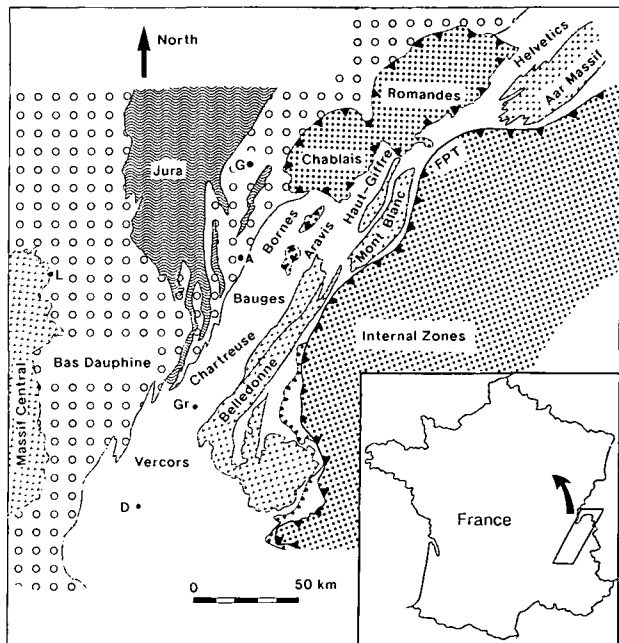 North
Helvetics
Aar Massif
Romandes
Chablais
FPT
Jura
G
Haut-Giffre
Mont Blanc
Bornes
Aravis
A
L
Bauges
Internal Zones
Bas Dauphine
Chartreuse
Belledonne
Massif Central
Gr
Vercors
D
France
0
50 km